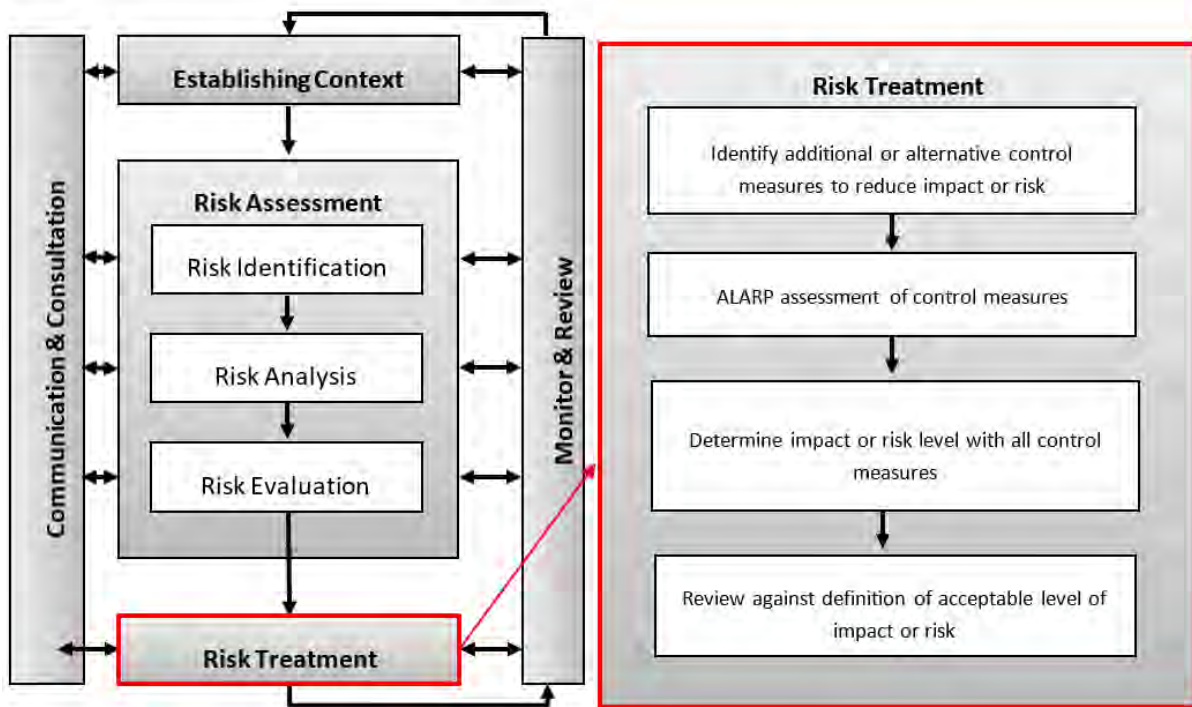 Communication & Consultation
Establishing Context
Risk Assessment
Risk Identification
Risk Analysis
Risk Evaluation
Risk Treatment
Monitor & Review
Risk Treatment
Identify additional or alternative control
measures to reduce impact or risk
ALARP assessment of control measures
Determine impact or risk level with all control
measures
Review against definition of acceptable level of
impact or risk